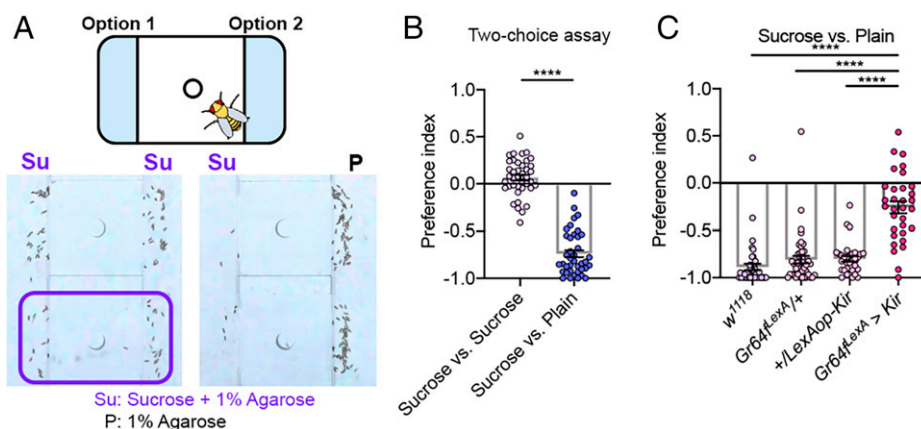 A
Option 1
Option 2
Su
Su
Su
P
Su: Sucrose + 1% Agarose
P: 1% Agarose
B
Two-choice assay
****
Preference index
1.0
0.5
0.0
-0.5
-1.0
Sucrose vs. Sucrose
Sucrose vs. Plain
C
Sucrose vs. Plain
****
****
****
Preference index
1.0
0.5
0.0
-0.5
-1.0
w1118
Gr64fLexA/+
+/LexAop-Kir
Gr64fLexA > Kir